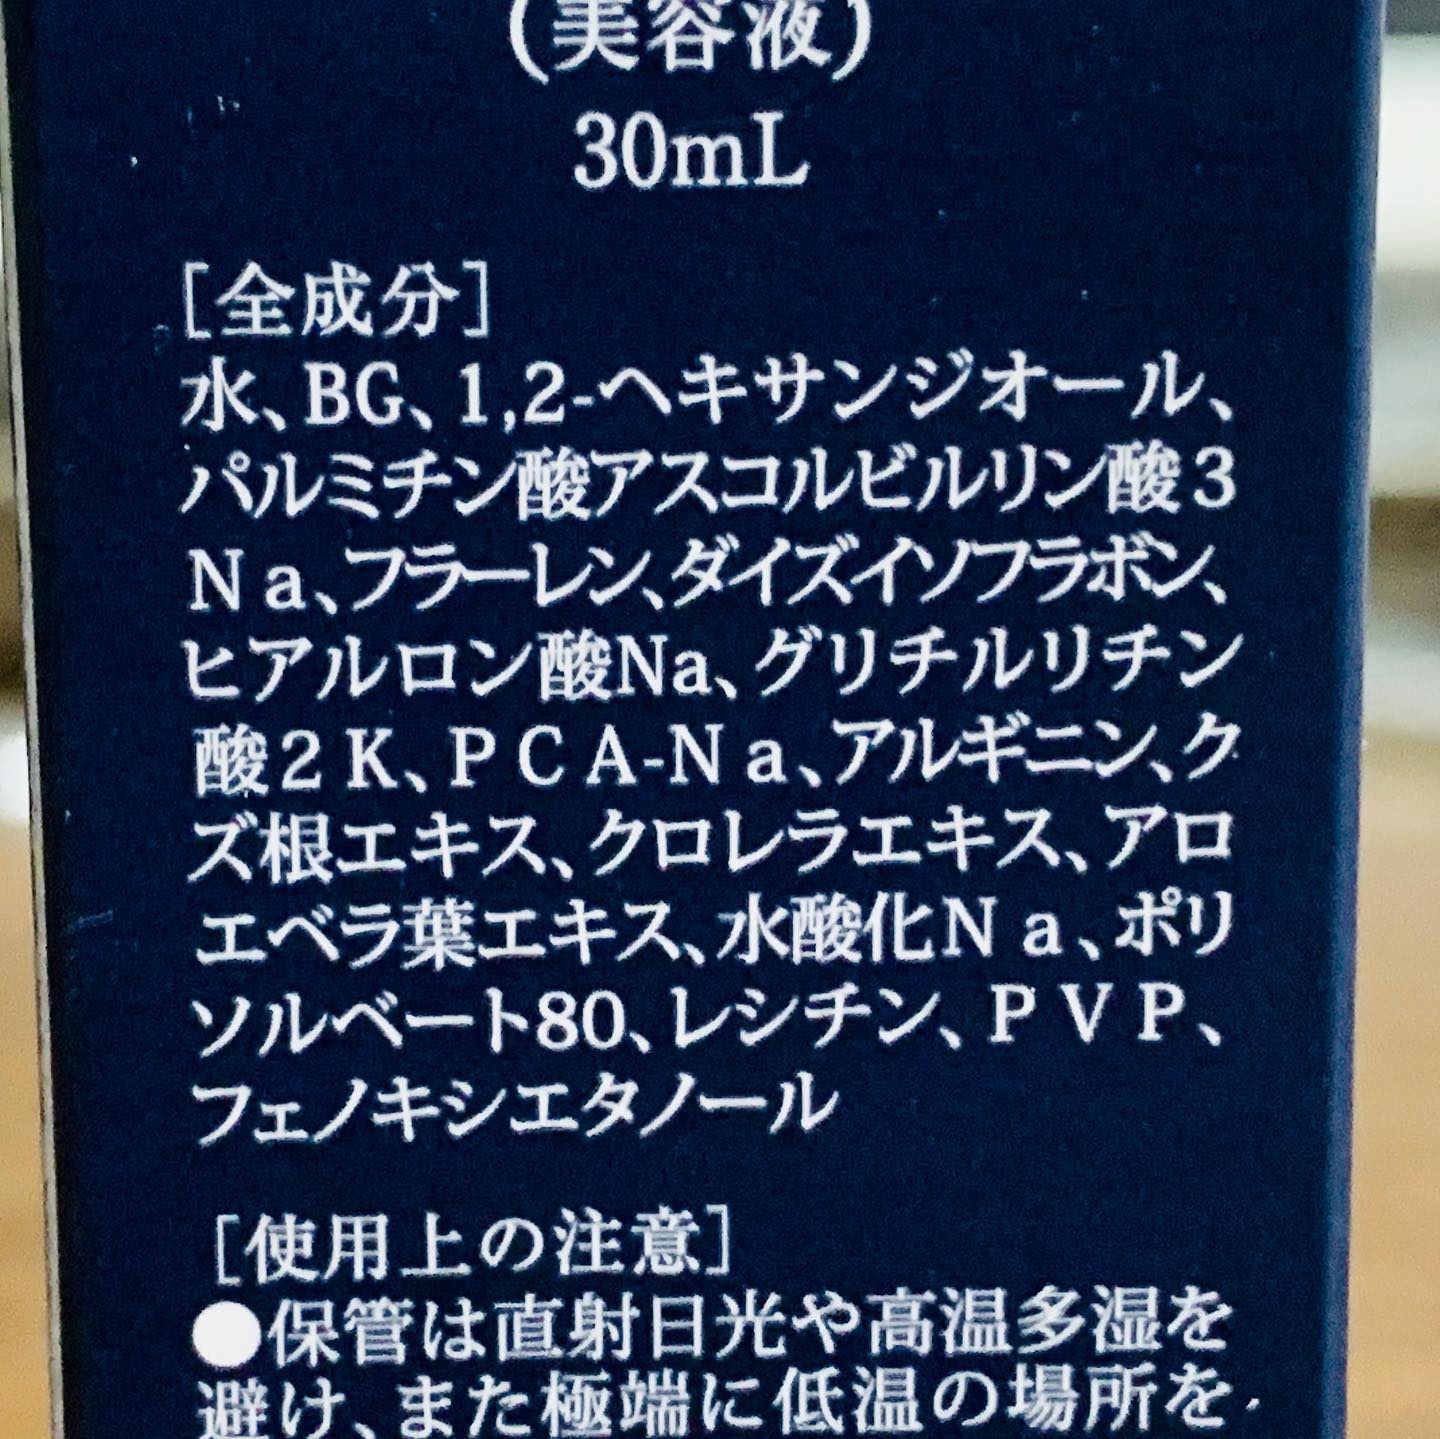 (美容液)
30mL
[全成分]
水、BG、1,2-ヘキサンジオール、
パルミチン酸アスコルビルリン酸3
Na、フラーレン、ダイズイソフラボン、
ヒアルロン酸Na、グリチルリチン
酸2K、PCA-Na、アルギニン、ク
ズ根エキス、クロレラエキス、アロ
エベラ葉エキス、水酸化Na、ポリ
ソルベート80、レシチン、PVP、
フェノキシエタノール
[使用上の注意]
●保管は直射日光や高温多湿を
避け、また極端に低温の場所を